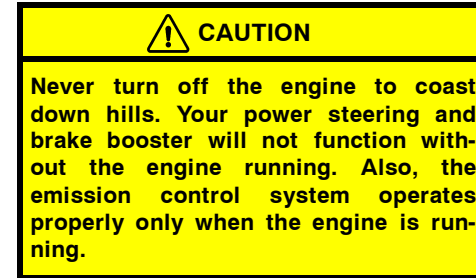 CAUTION
Never turn off the engine to coast
down hills. Your power steering and
brake booster will not function with-
out the engine running. Also, the
emission control system operates
properly only when the engine is run-
ning.